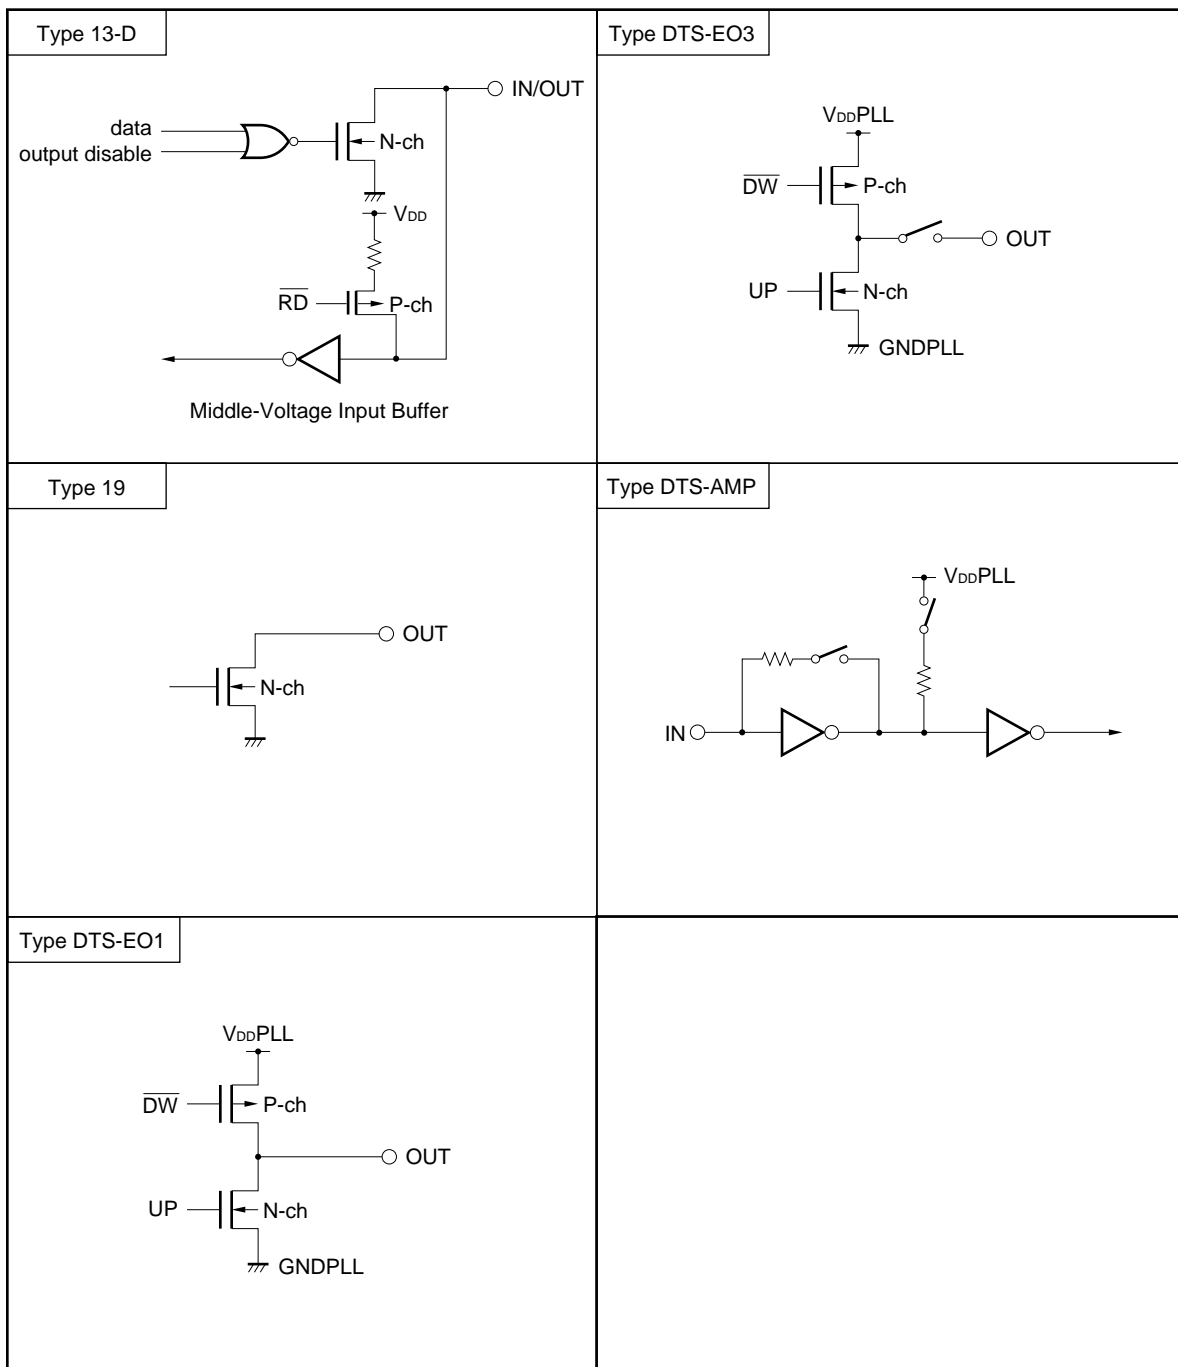 Type 13-D
data
output disable
N-ch
IN/OUT
VDD
RD
P-ch
Middle-Voltage Input Buffer
Type DTS-EO3
VDDPLL
DW
P-ch
OUT
UP
N-ch
GNDPLL
Type 19
OUT
N-ch
Type DTS-AMP
VDDPLL
IN
Type DTS-EO1
VDDPLL
DW
P-ch
OUT
UP
N-ch
GNDPLL